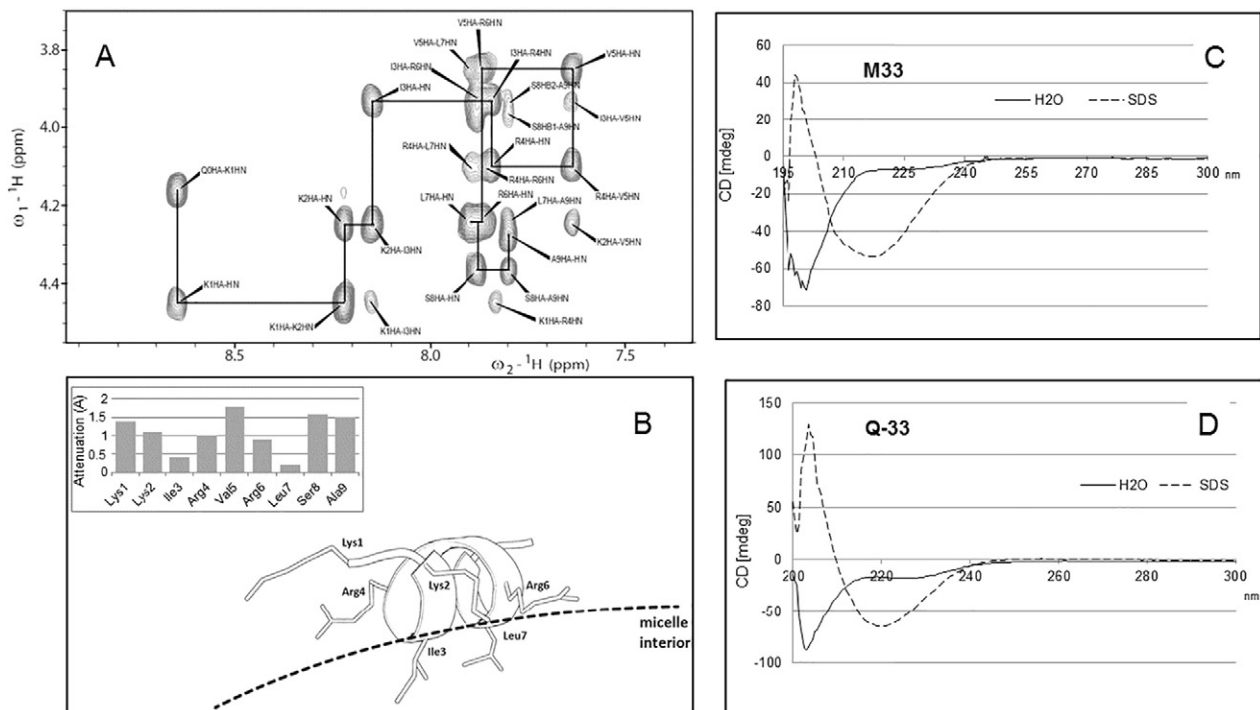 A
3.8
4.0
4.2
4.4
ω1 - 1H (ppm)
8.5
8.0
7.5
ω2 - 1H (ppm)
V5HA-R6HN
V5HA-L7HN
I3HA-R4HN
V5HA-HN
I3HA-R6HN
I3HA-HN
S8HB2-A9HN
S8HB1-A9HN
I3HA-V5HN
R4HA-L7HN
R4HA-HN
Q0HA-K1HN
R4HA-R6HN
K2HA-HN
L7HA-HN
R6HA-HN
L7HA-A9HN
R4HA-V5HN
K2HA-I3HN
A9HA-HN
K2HA-V5HN
K1HA-HN
S8HA-HN
S8HA-A9HN
K1HA-K2HN
K1HA-I3HN
K1HA-R4HN
B
Attenuation (A)
2
1.5
1
0.5
0
Lys1
Lys2
Ile3
Arg4
Val5
Arg6
Leu7
Ser8
Ala9
Lys1
Arg4
Lys2
Arg6
Ile3
Leu7
micelle
interior
C
M33
H2O
SDS
CD [mdeg]
60
40
20
0
-20
-40
-60
-80
195
210
225
240
255
270
285
300
nm
D
Q-33
H2O
SDS
CD [mdeg]
150
100
50
0
-50
-100
200
220
240
260
280
300
nm